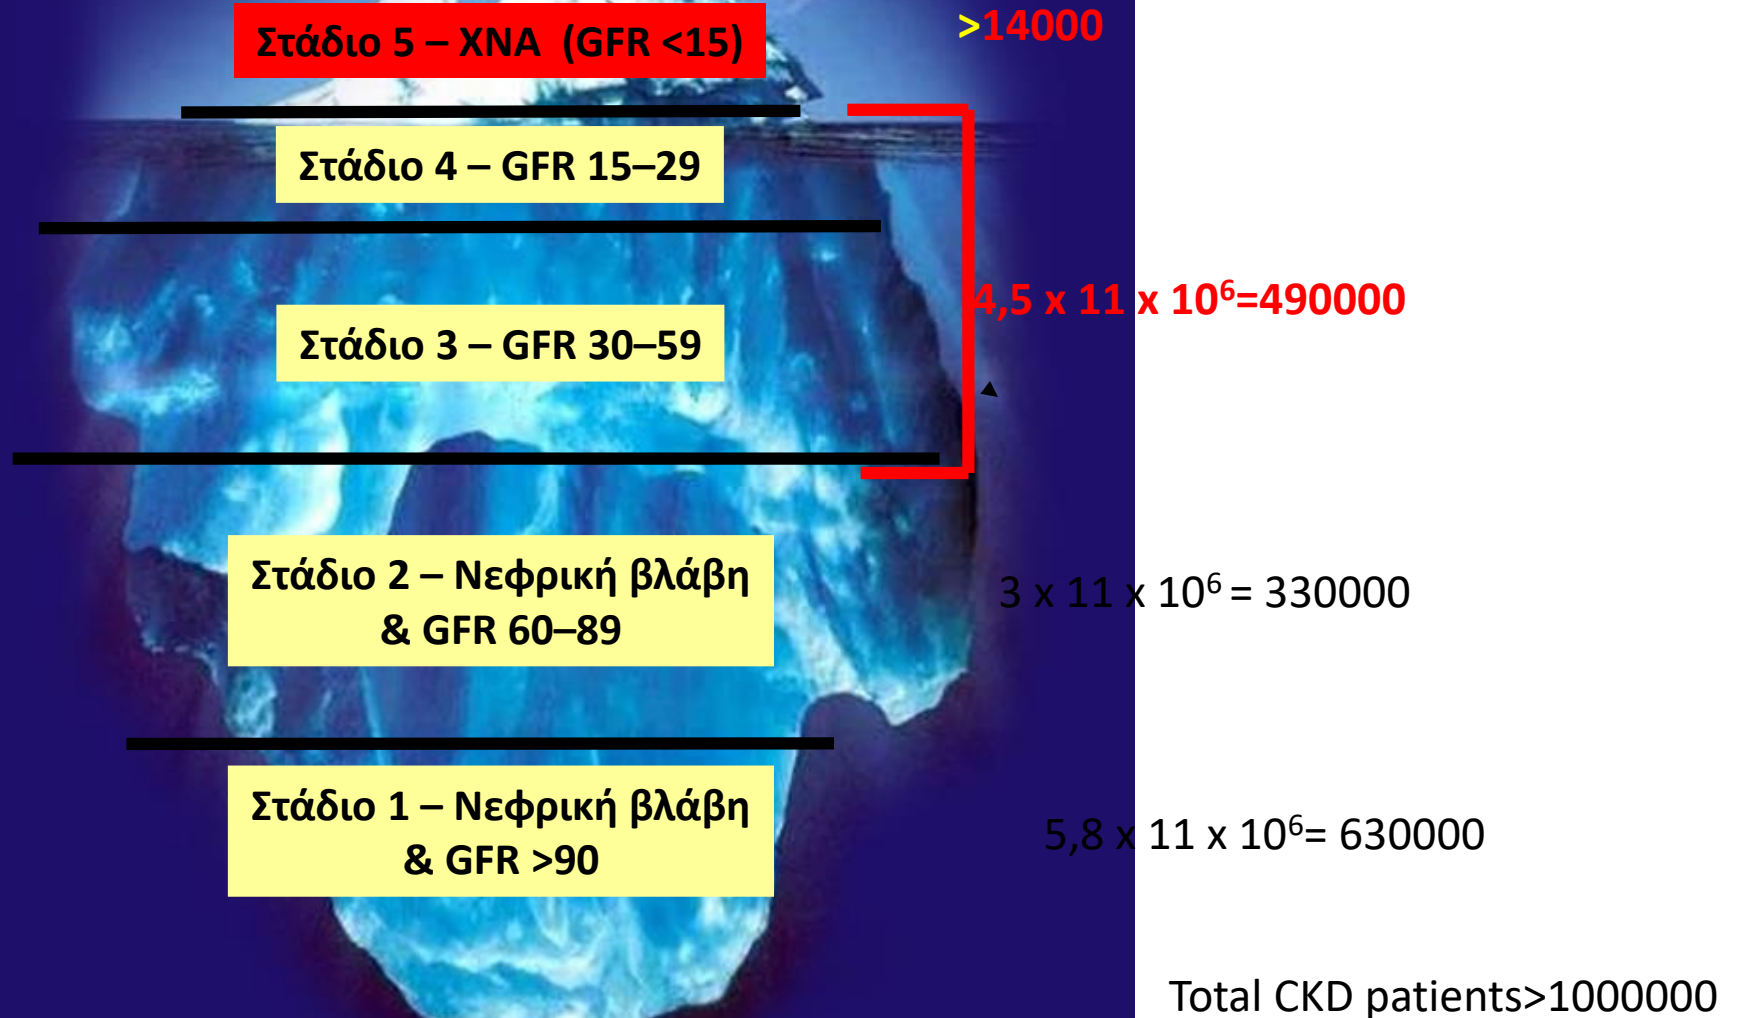 Στάδιο 5 – ΧΝΑ (GFR <15)
>14000
Στάδιο 4 – GFR 15–29
4,5 x 11 x 10⁶=490000
Στάδιο 3 – GFR 30–59
Στάδιο 2 – Νεφρική βλάβη
& GFR 60–89
3 x 11 x 10⁶ = 330000
Στάδιο 1 – Νεφρική βλάβη
& GFR >90
5,8 x 11 x 10⁶= 630000
Total CKD patients>1000000